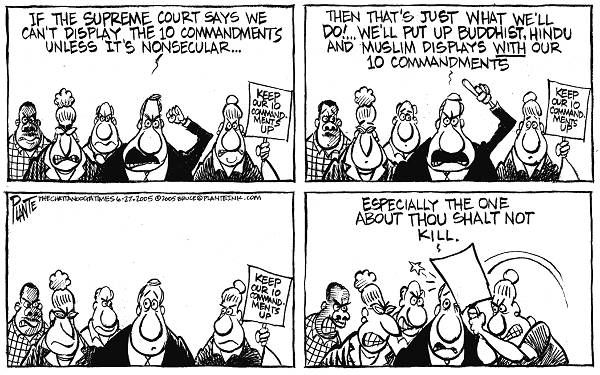 IF THE SUPREME COURT SAYS WE
CAN'T DISPLAY THE 10 COMMANDMENTS
UNLESS IT'S NONSECULAR...
KEEP
OUR 10
COMMAND-
MENTS
UP
THEN THAT'S JUST WHAT WE'LL
DO!...WE'LL PUT UP BUDDHIST, HINDU
AND MUSLIM DISPLAYS WITH OUR
10 COMMANDMENTS
KEEP
OUR 10
COMMAND-
MENTS
UP
PLANTE
THE CHATTANOOGA TIMES 6-27-2005 ©2005 BRUCE@PLANTEINK.COM
KEEP
OUR 10
COMMAND-
MENTS
UP
ESPECIALLY THE ONE
ABOUT THOU SHALT NOT
KILL.